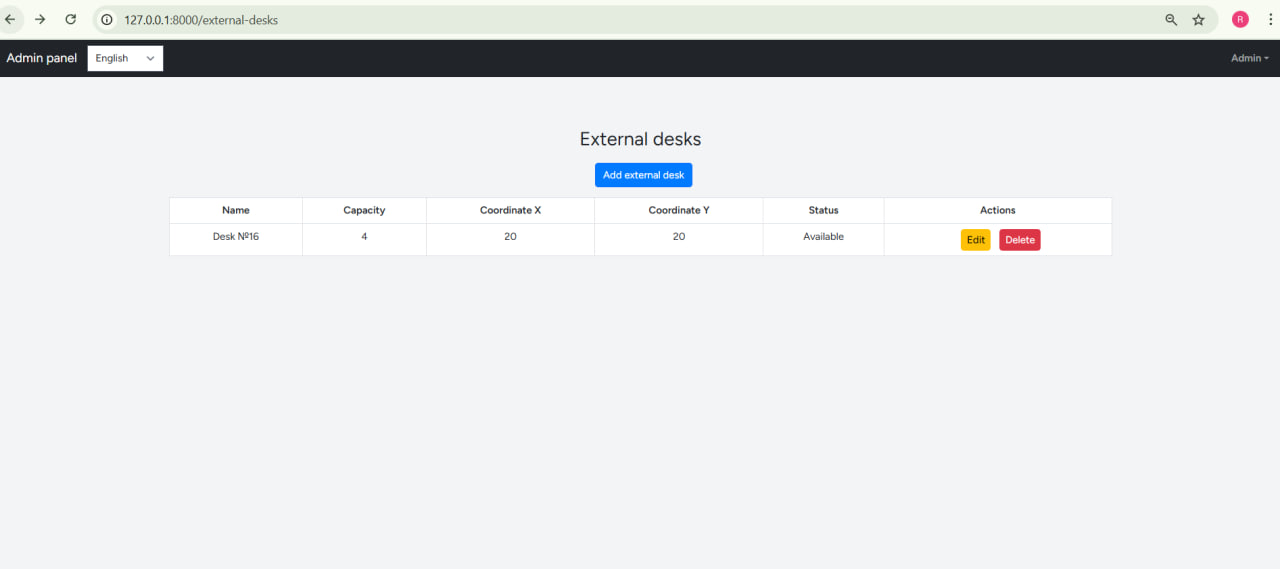 127.0.0.1:8000/external-desks
R
Admin panel English Admin
External desks
Add external desk
Name Capacity Coordinate X Coordinate Y Status Actions
Desk №16 4 20 20 Available Edit Delete